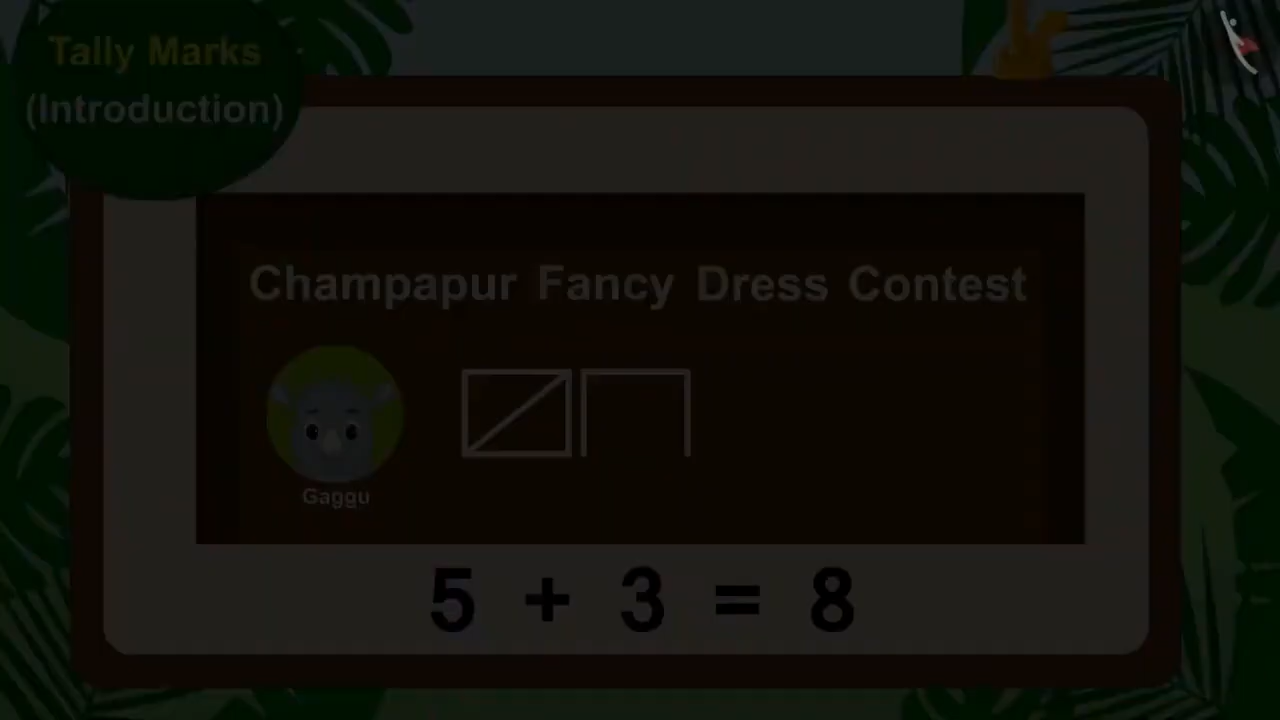 Tally Marks
(Introduction)
Champapur Fancy Dress Contest
Gaggu
5 + 3 = 8